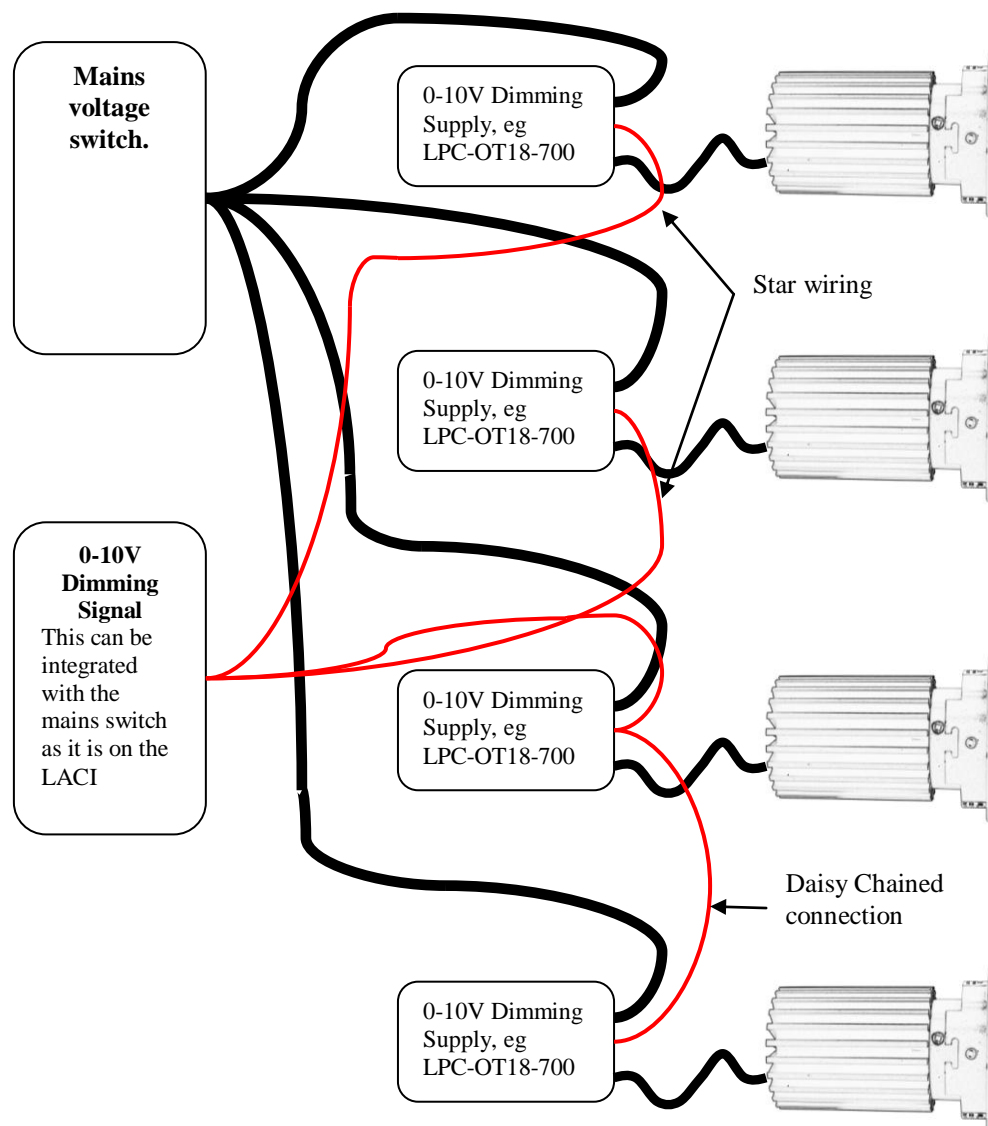 Mains
voltage
switch.
0-10V Dimming
Supply, eg
LPC-OT18-700
Star wiring
0-10V Dimming
Supply, eg
LPC-OT18-700
0-10V
Dimming
Signal
This can be
integrated
with the
mains switch
as it is on the
LACI
0-10V Dimming
Supply, eg
LPC-OT18-700
Daisy Chained
connection
0-10V Dimming
Supply, eg
LPC-OT18-700